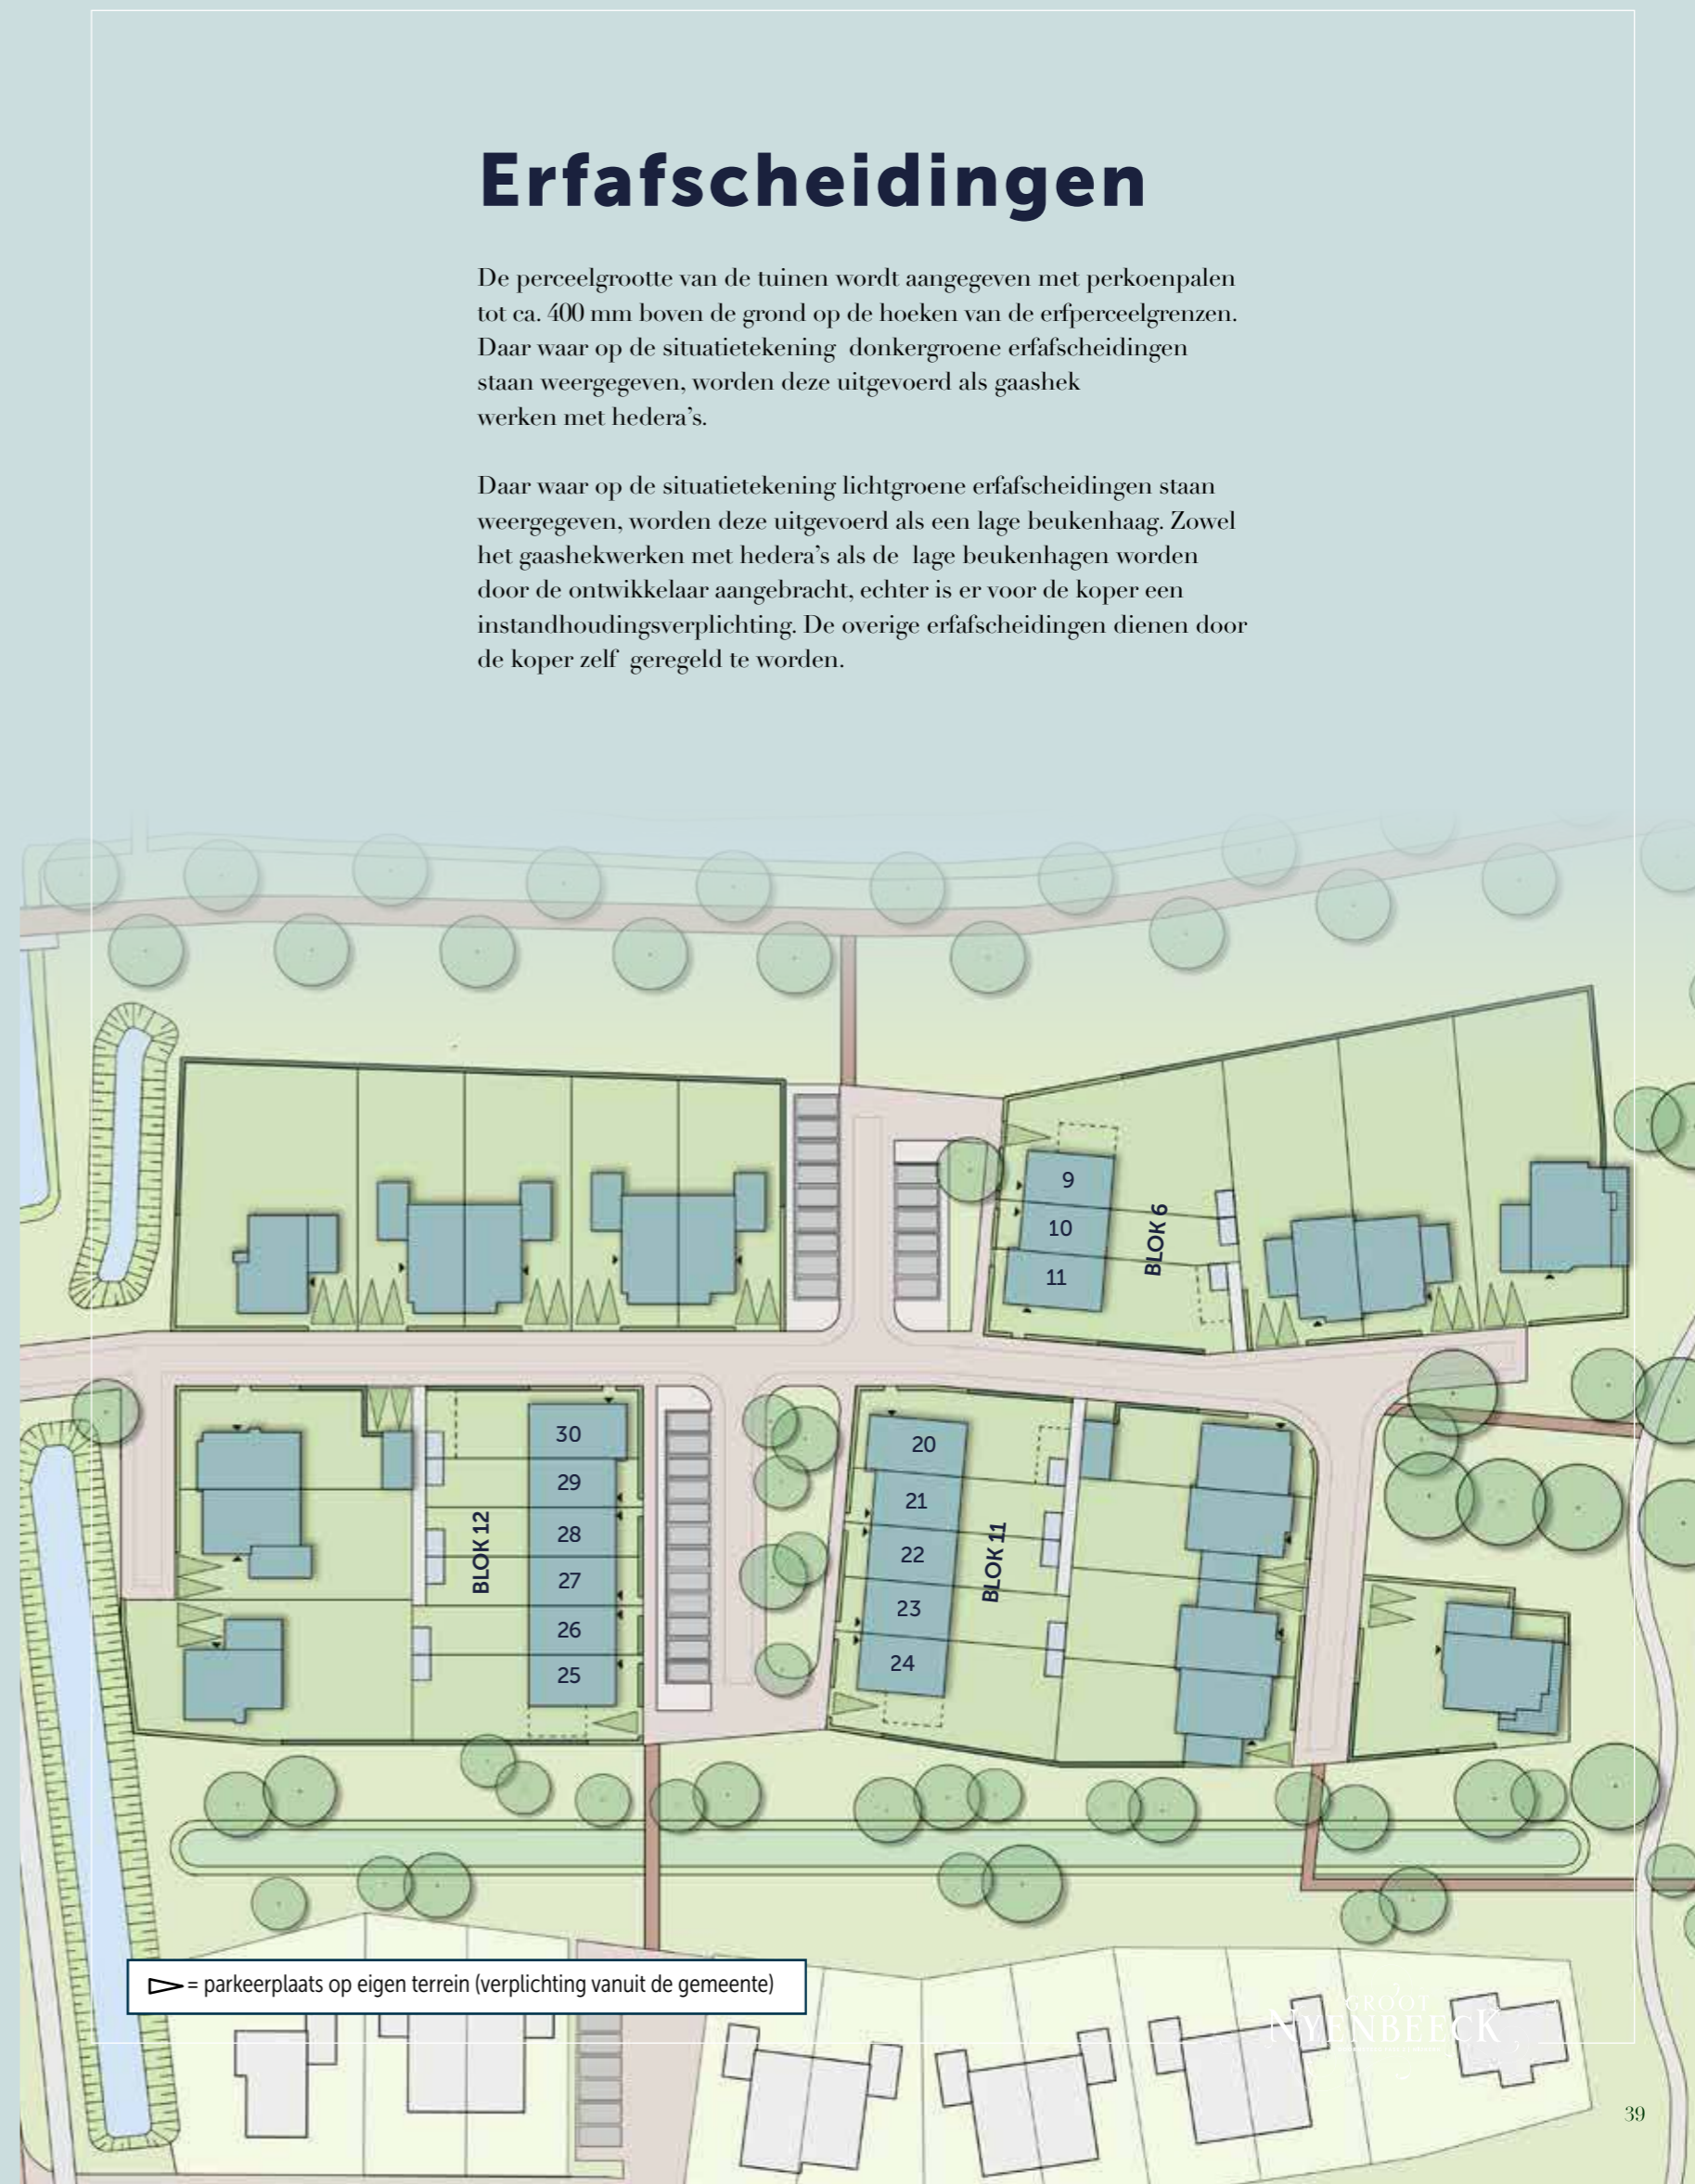 Erfafscheidingen
De perceelgrootte van de tuinen wordt aangegeven met perkoenpalen
tot ca. 400 mm boven de grond op de hoeken van de erfperceelgrenzen.
Daar waar op de situatietekening donkergroene erfafscheidingen
staan weergegeven, worden deze uitgevoerd als gaashek
werken met hedera's.
Daar waar op de situatietekening lichtgroene erfafscheidingen staan
weergegeven, worden deze uitgevoerd als een lage beukenhaag. Zowel
het gaashekwerken met hedera's als de lage beukenhagen worden
door de ontwikkelaar aangebracht, echter is er voor de koper een
instandhoudingsverplichting. De overige erfafscheidingen dienen door
de koper zelf geregeld te worden.
9
10
11
BLOK 6
30
29
28
27
26
25
BLOK 12
20
21
22
23
24
BLOK 11
= parkeerplaats op eigen terrein (verplichting vanuit de gemeente)
GROOT
NYENBEECK
39